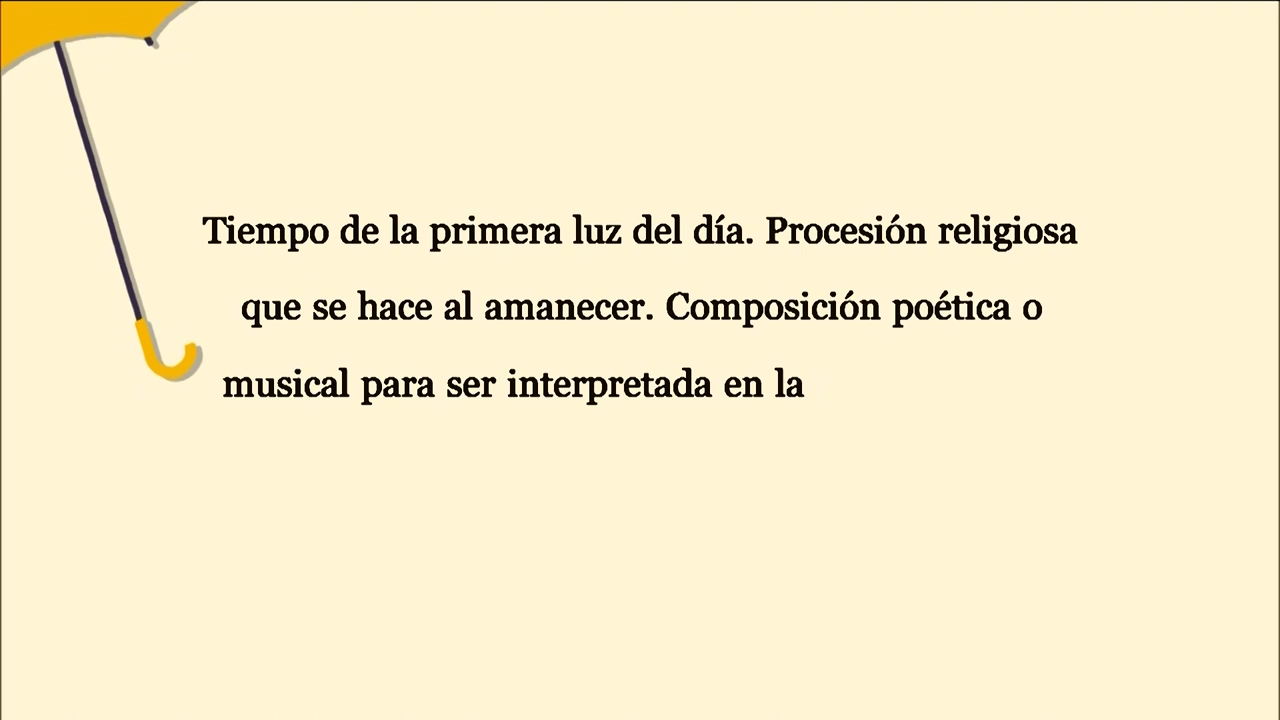 Tiempo de la primera luz del día. Procesión religiosa
que se hace al amanecer. Composición poética o
musical para ser interpretada en la